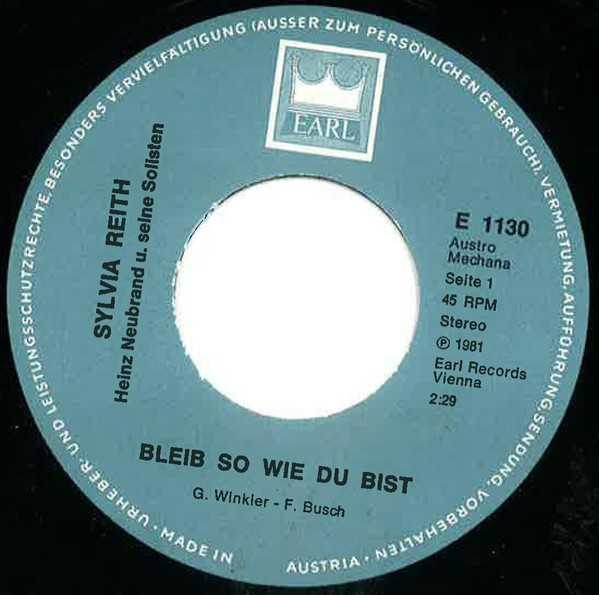 URHEBER- UND LEISTUNGSSCHUTZRECHTE, BESONDERS VERVIELFÄLTIGUNG (AUSSER ZUM PERSÖNLICHEN GEBRAUCH), VERMIETUNG, AUFFÜHRUNG, SENDUNG, VORBEHALTEN · AUSTRIA · MADE IN
EARL
SYLVIA REITH
Heinz Neubrand u. seine Solisten
E 1130
Austro
Mechana
Seite 1
45 RPM
Stereo
℗ 1981
Earl Records
Vienna
2:29
BLEIB SO WIE DU BIST
G. Winkler - F. Busch